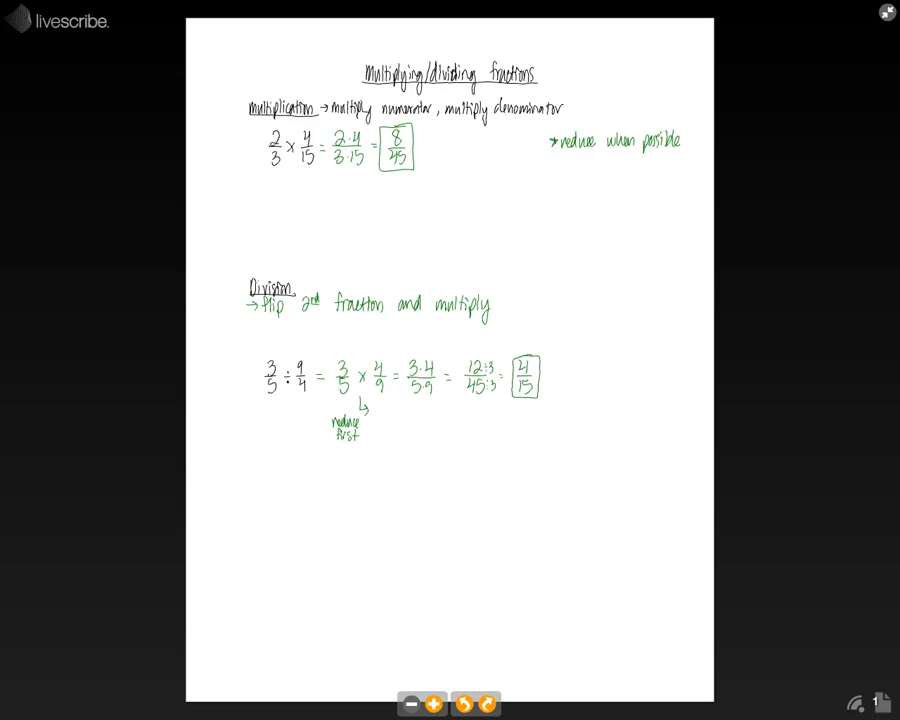 livescribe.
Multiplying/dividing fractions
multiplication → multiply numerator, multiply denominator
2/3 × 4/15 = 2·4/3·15 = 8/45
*reduce when possible
Division
→ flip 2nd fraction and multiply
3/5 ÷ 9/4 = 3/5 × 4/9 = 3·4/5·9 = 12÷3/45÷3 = 4/15
reduce
first
1